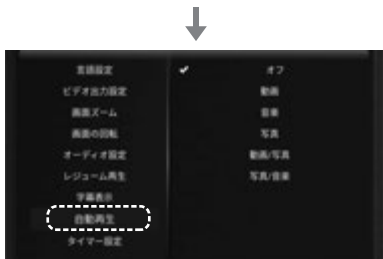 言語設定
ビデオ出力設定
画面ズーム
画面の回転
オーディオ設定
レジューム再生
字幕表示
自動再生
タイマー設定
オフ
動画
音楽
写真
動画/写真
写真/音楽